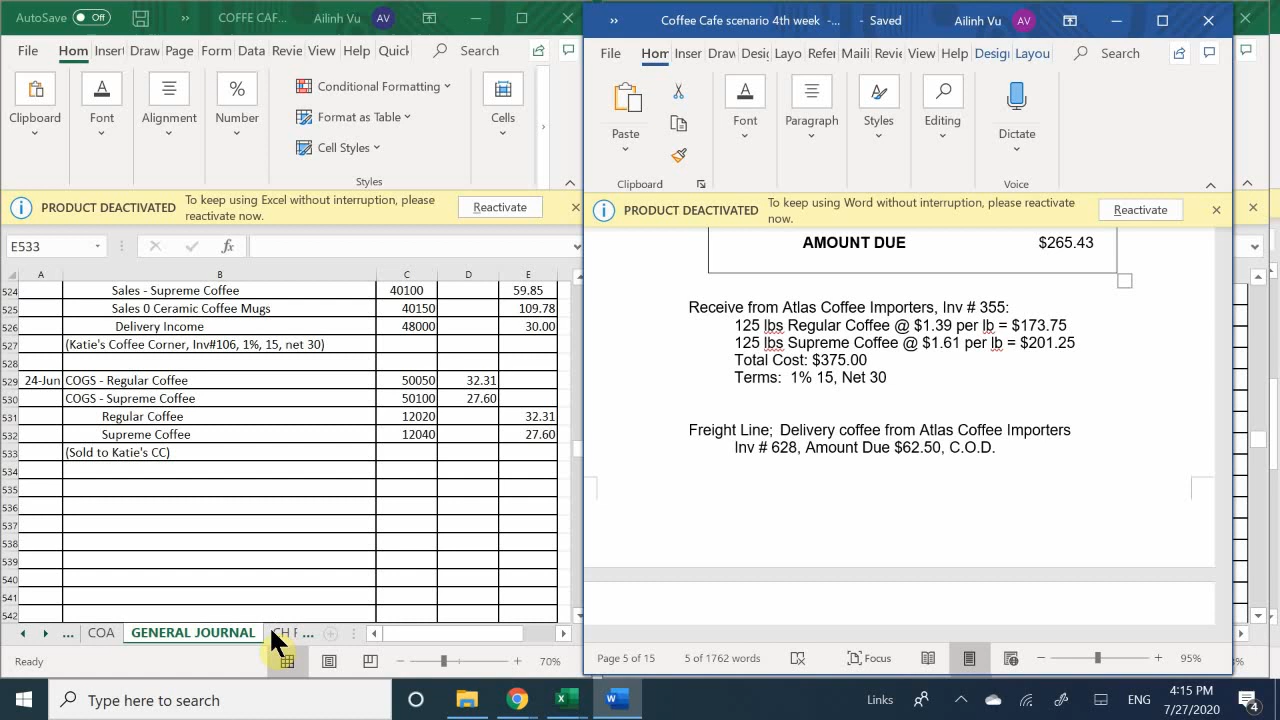 AutoSave Off COFFE CAF... Ailinh Vu AV
File Hom Insert Draw Page Form Data Revie View Help Quick Search
Clipboard Font Alignment Number Conditional Formatting Format as Table Cell Styles Cells
Styles
PRODUCT DEACTIVATED To keep using Excel without interruption, please reactivate now. Reactivate
E533 fx
A B C D E
524 Sales - Supreme Coffee 40100 59.85
525 Sales 0 Ceramic Coffee Mugs 40150 109.78
526 Delivery Income 48000 30.00
527 (Katie's Coffee Corner, Inv#106, 1%, 15, net 30)
528
529 24-Jun COGS - Regular Coffee 50050 32.31
530 COGS - Supreme Coffee 50100 27.60
531 Regular Coffee 12020 32.31
532 Supreme Coffee 12040 27.60
533 (Sold to Katie's CC)
534
535
536
537
538
539
540
541
542
... COA GENERAL JOURNAL ...
Ready 70%
Coffee Cafe scenario 4th week -... - Saved Ailinh Vu AV
File Hom Inser Draw Desig Layo Refer Maili Revie View Help Desig Layou Search
Paste Font Paragraph Styles Editing Dictate
Clipboard Voice
PRODUCT DEACTIVATED To keep using Word without interruption, please reactivate now. Reactivate
AMOUNT DUE $265.43
Receive from Atlas Coffee Importers, Inv # 355:
125 lbs Regular Coffee @ $1.39 per lb = $173.75
125 lbs Supreme Coffee @ $1.61 per lb = $201.25
Total Cost: $375.00
Terms: 1% 15, Net 30
Freight Line; Delivery coffee from Atlas Coffee Importers
Inv # 628, Amount Due $62.50, C.O.D.
Page 5 of 15 5 of 1762 words Focus 95%
Type here to search Links ENG 4:15 PM
7/27/2020 4